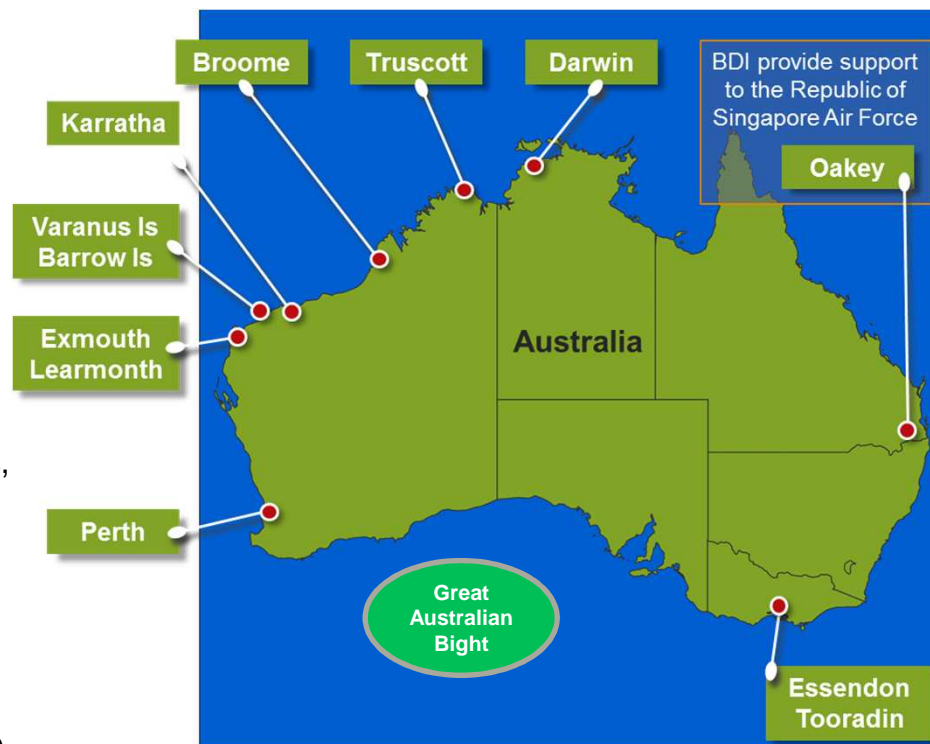 Broome
Truscott
Darwin
BDI provide support
to the Republic of
Singapore Air Force
Oakey
Karratha
Varanus Is
Barrow Is
Exmouth
Learmonth
Australia
,
Perth
Great
Australian
Bight
Essendon
Tooradin
)